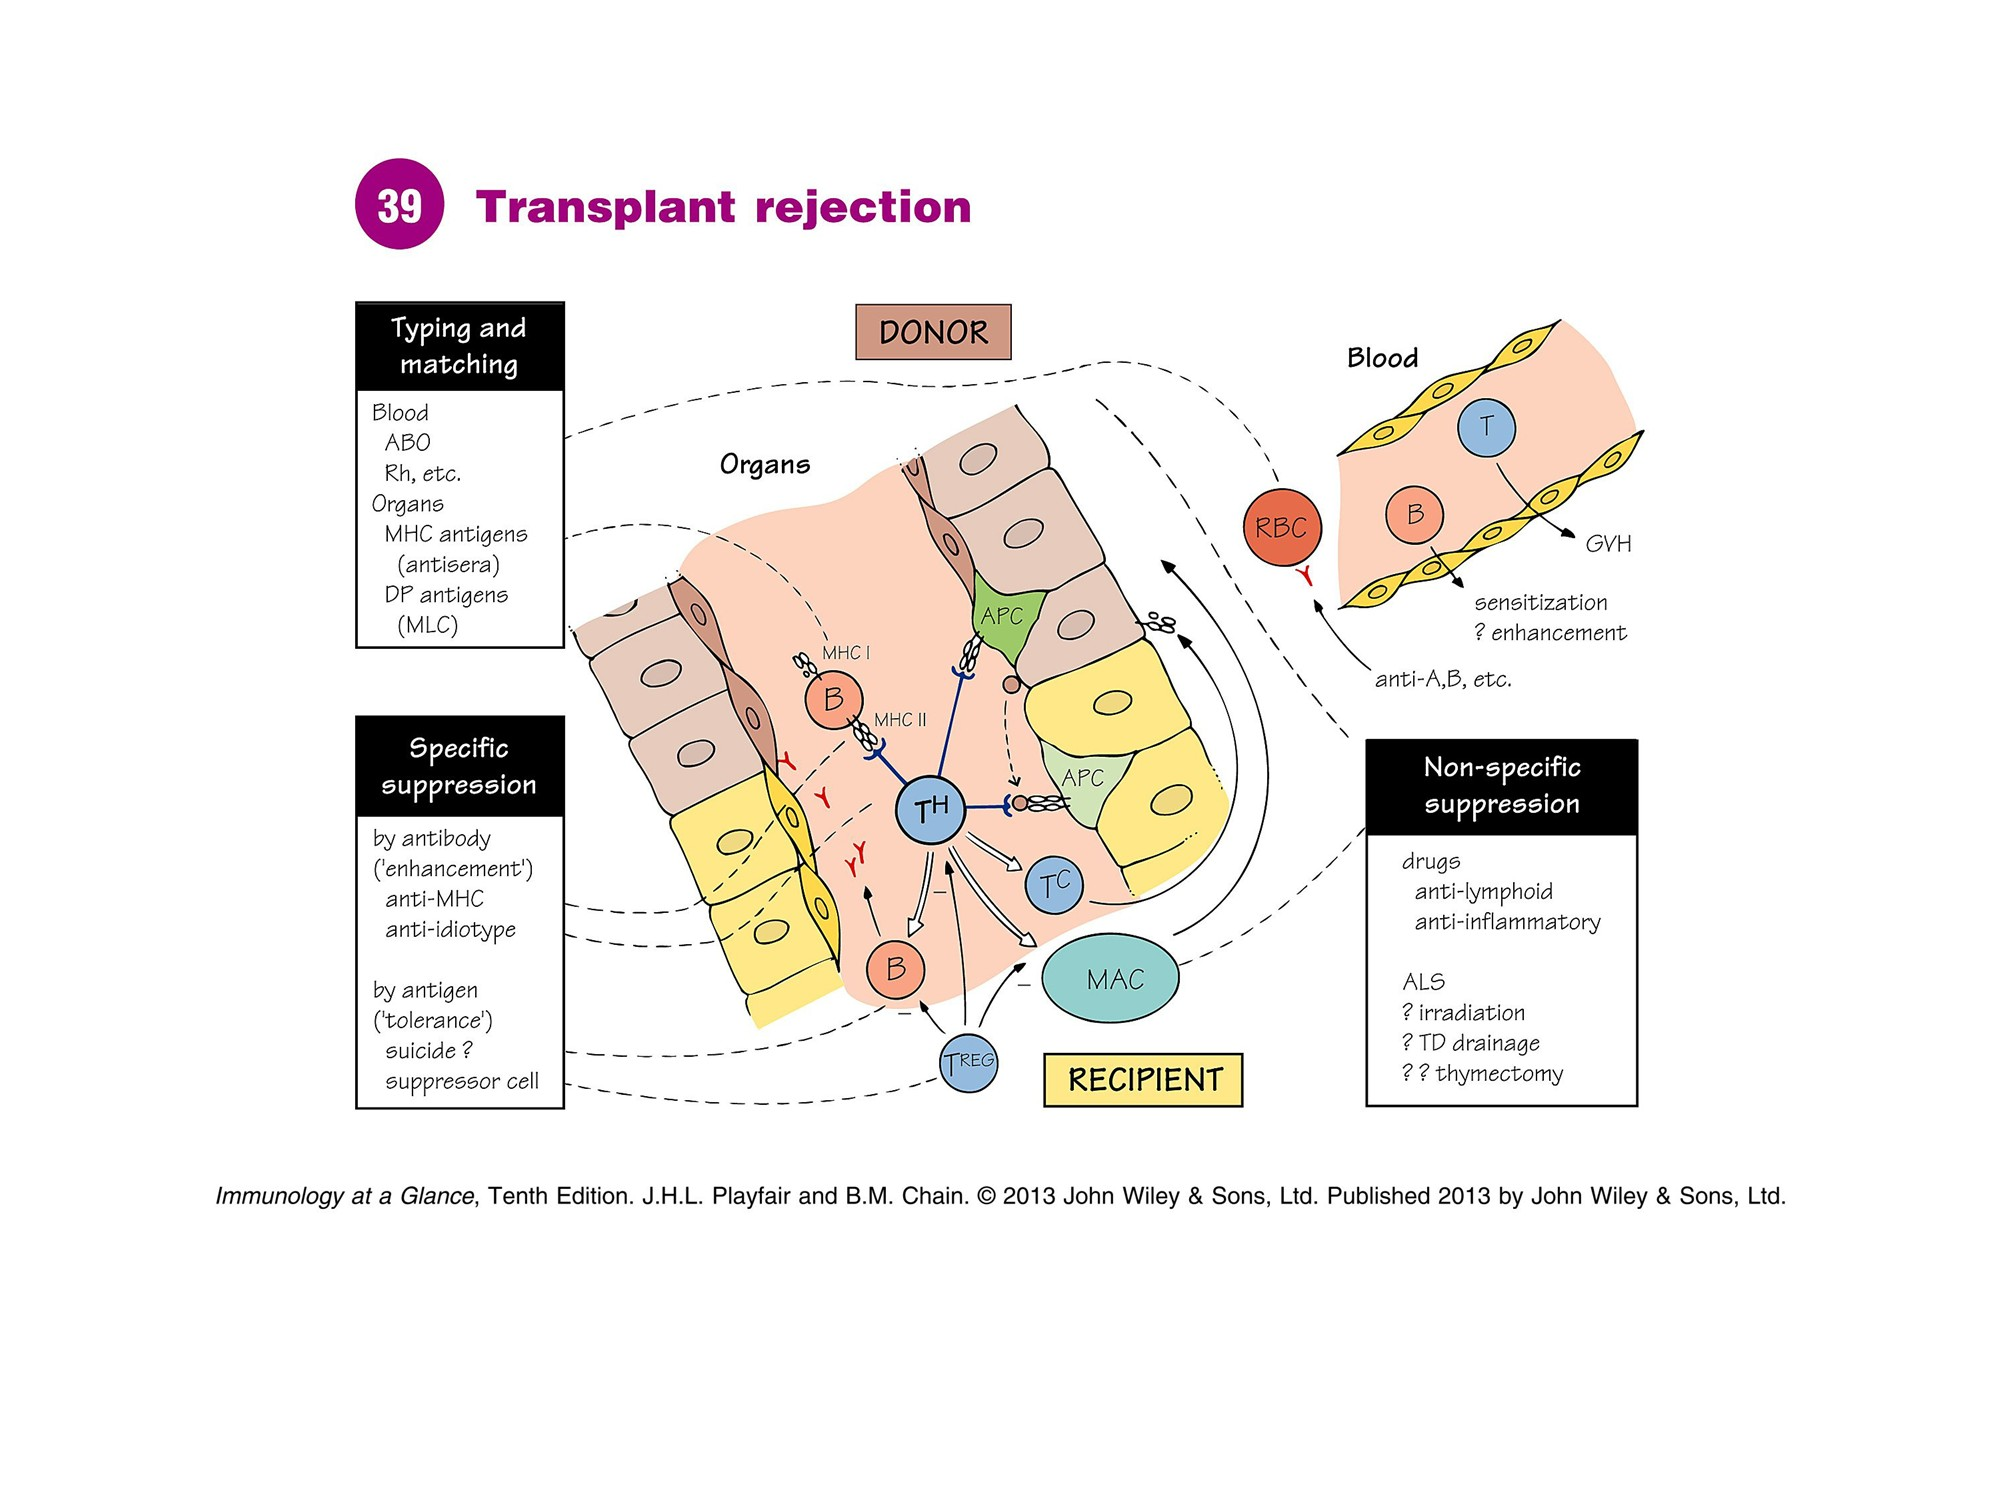 39 Transplant rejection
Typing and
matching
Blood
ABO
Rh, etc.
Organs
MHC antigens
(antisera)
DP antigens
(MLC)
Specific
suppression
by antibody
('enhancement')
anti-MHC
anti-idiotype
by antigen
('tolerance')
suicide ?
suppressor cell
DONOR
Organs
MHC I
B
MHC II
APC
APC
TH
TC
B
MAC
TREG
–
–
–
RECIPIENT
Blood
T
B
RBC
GVH
sensitization
? enhancement
anti-A,B, etc.
Non-specific
suppression
drugs
anti-lymphoid
anti-inflammatory
ALS
? irradiation
? TD drainage
? ? thymectomy
Immunology at a Glance, Tenth Edition. J.H.L. Playfair and B.M. Chain. © 2013 John Wiley & Sons, Ltd. Published 2013 by John Wiley & Sons, Ltd.